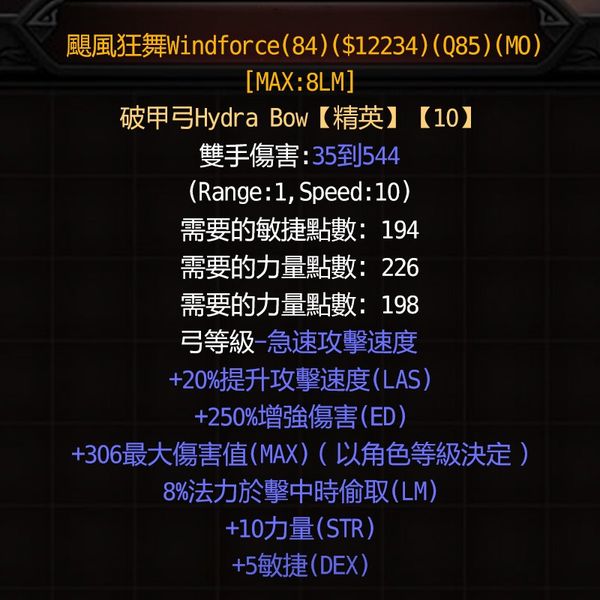 颶風狂舞Windforce(84)($12234)(Q85)(MO)
[MAX:8LM]
破甲弓Hydra Bow【精英】【10】
雙手傷害:35到544
(Range:1,Speed:10)
需要的敏捷點數: 194
需要的力量點數: 226
需要的力量點數: 198
弓等級-急速攻擊速度
+20%提升攻擊速度(LAS)
+250%增強傷害(ED)
+306最大傷害值(MAX)（以角色等級決定）
8%法力於擊中時偷取(LM)
+10力量(STR)
+5敏捷(DEX)